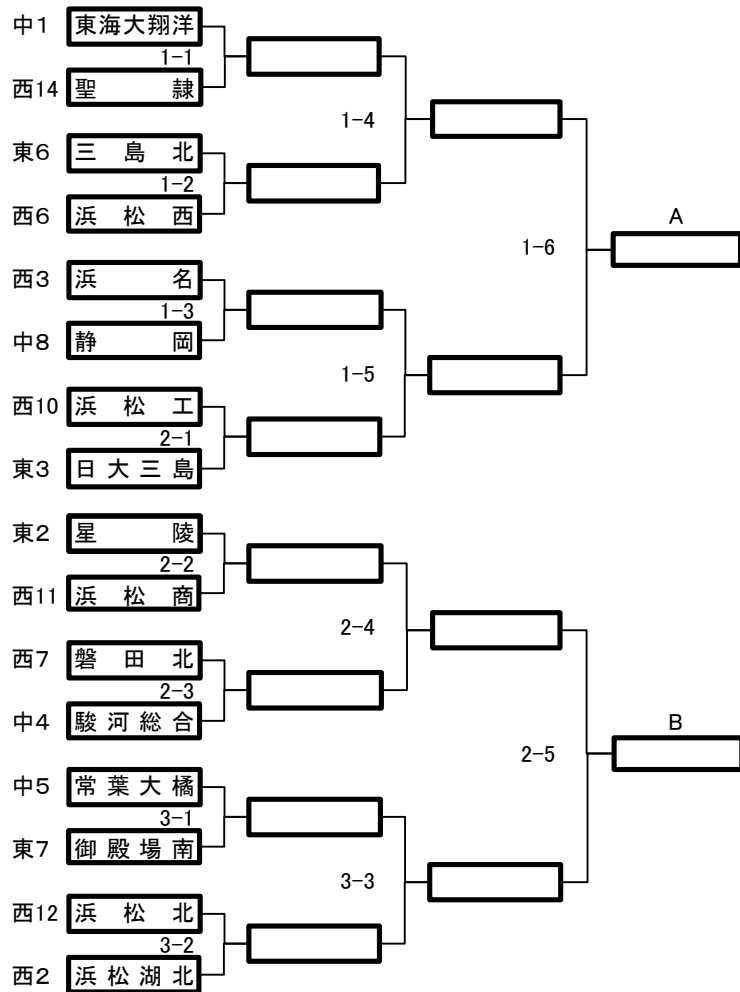 中1 東海大翔洋
1-1
西14 聖隷
1-4
東6 三島北
1-2
西6 浜松西
A
1-6
西3 浜名
1-3
中8 静岡
1-5
西10 浜松工
2-1
東3 日大三島
東2 星陵
2-2
西11 浜松商
2-4
西7 磐田北
2-3
中4 駿河総合
B
2-5
中5 常葉大橘
3-1
東7 御殿場南
3-3
西12 浜松北
3-2
西2 浜松湖北